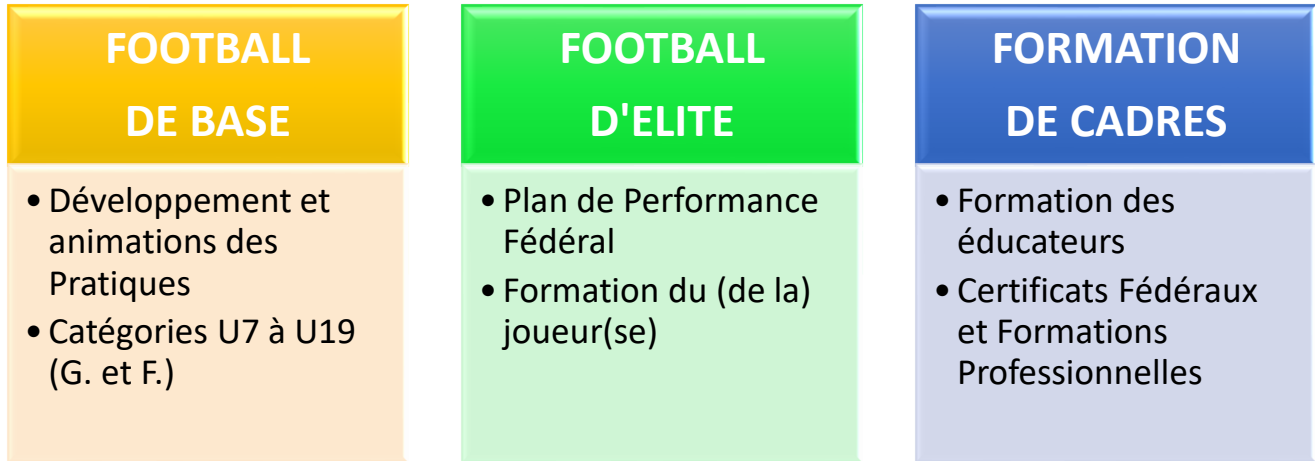 FOOTBALL
DE BASE
• Développement et
animations des
Pratiques
• Catégories U7 à U19
(G. et F.)
FOOTBALL
D'ELITE
• Plan de Performance
Fédéral
• Formation du (de la)
joueur(se)
FORMATION
DE CADRES
• Formation des
éducateurs
• Certificats Fédéraux
et Formations
Professionnelles